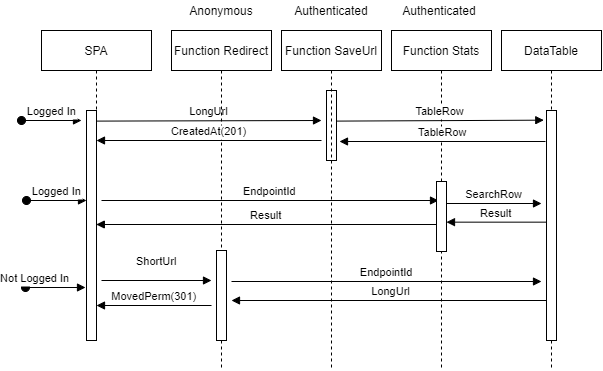 Anonymous Authenticated Authenticated
SPA Function Redirect Function SaveUrl Function Stats DataTable
Logged In LongUrl TableRow
CreatedAt(201) TableRow
Logged In EndpointId SearchRow
Result Result
Not Logged In ShortUrl EndpointId
MovedPerm(301) LongUrl